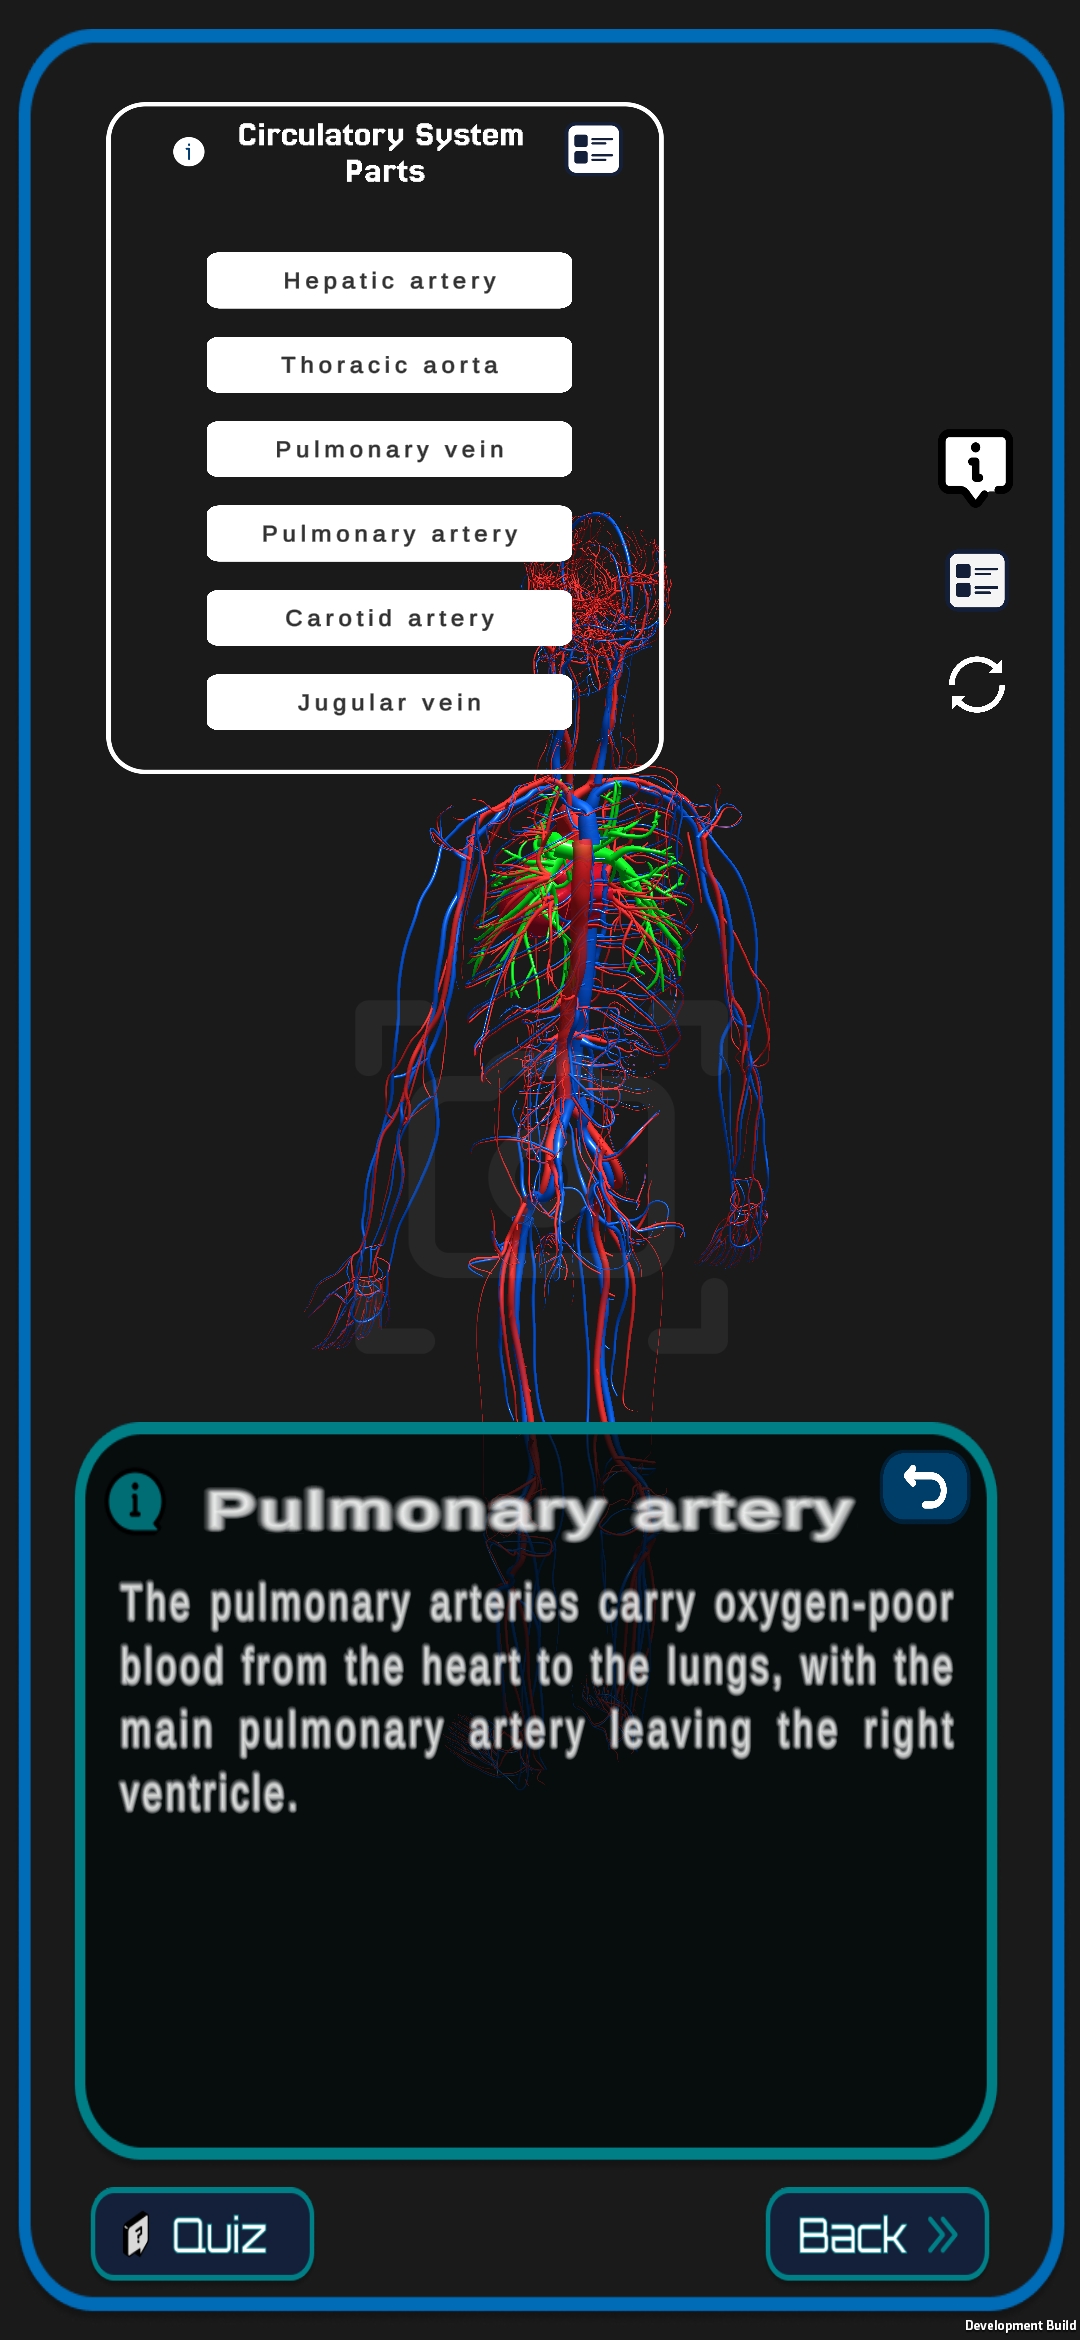 Circulatory System
Parts
Hepatic artery
Thoracic aorta
Pulmonary vein
Pulmonary artery
Carotid artery
Jugular vein
Pulmonary artery
The pulmonary arteries carry oxygen-poor
blood from the heart to the lungs, with the
main pulmonary artery leaving the right
ventricle.
Quiz
Back
Development Build